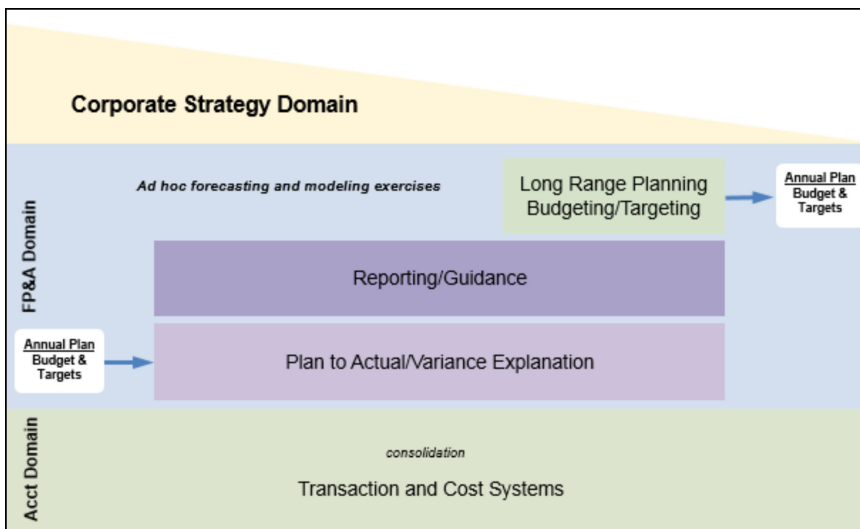 Corporate Strategy Domain
Ad hoc forecasting and modeling exercises
Long Range Planning
Budgeting/Targeting
Annual Plan
Budget &
Targets
FP&A Domain
Reporting/Guidance
Annual Plan
Budget &
Targets
Plan to Actual/Variance Explanation
Acct Domain
consolidation
Transaction and Cost Systems